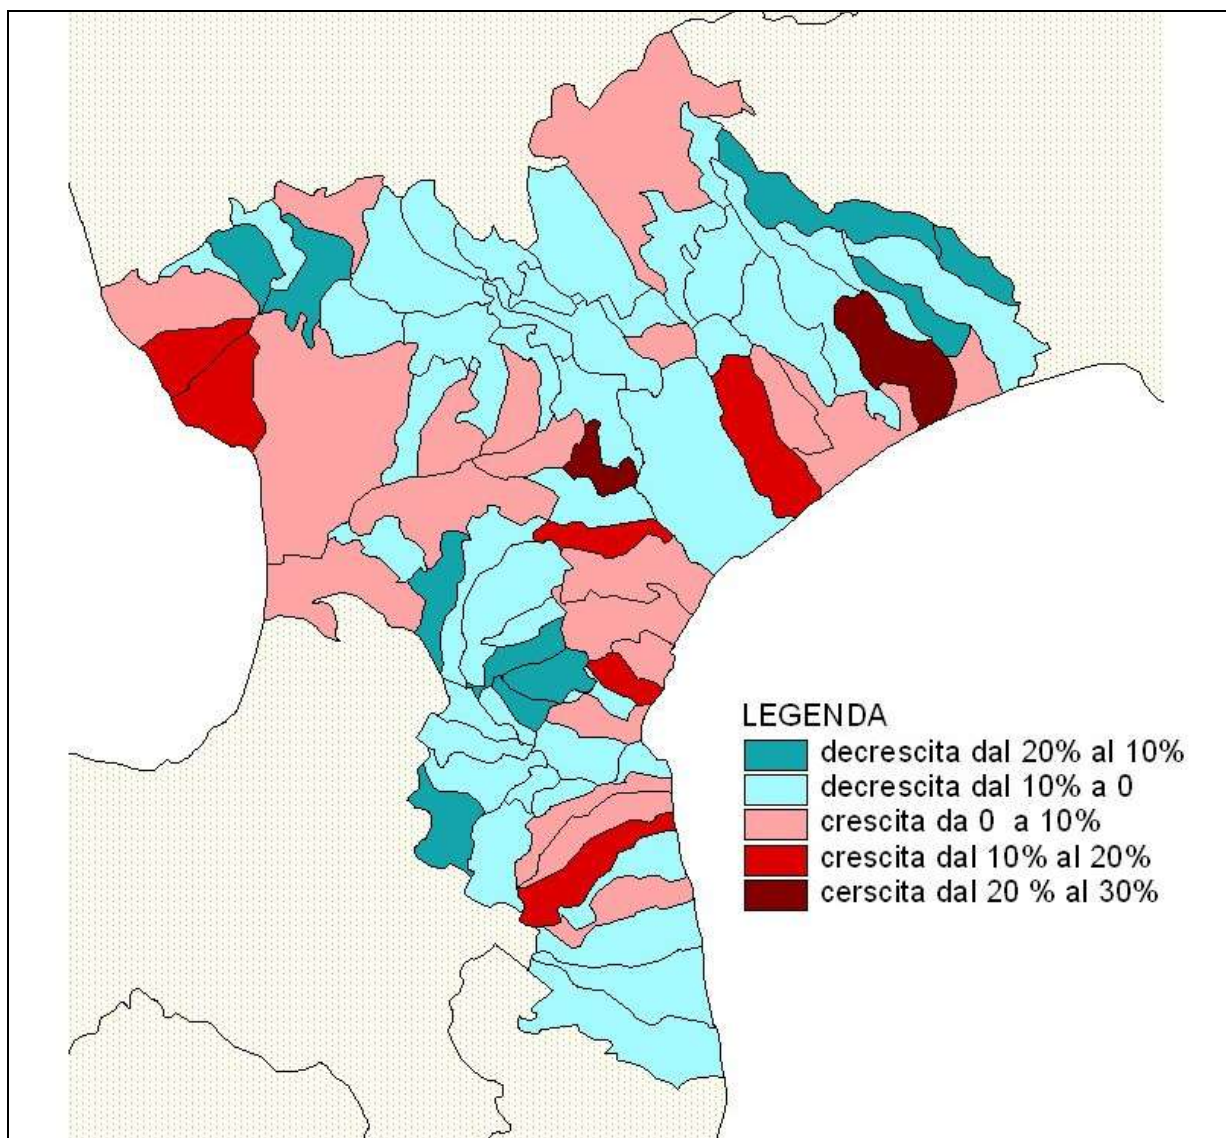 LEGENDA
decrescita dal 20% al 10%
decrescita dal 10% a 0
crescita da 0 a 10%
crescita dal 10% al 20%
cerscita dal 20 % al 30%